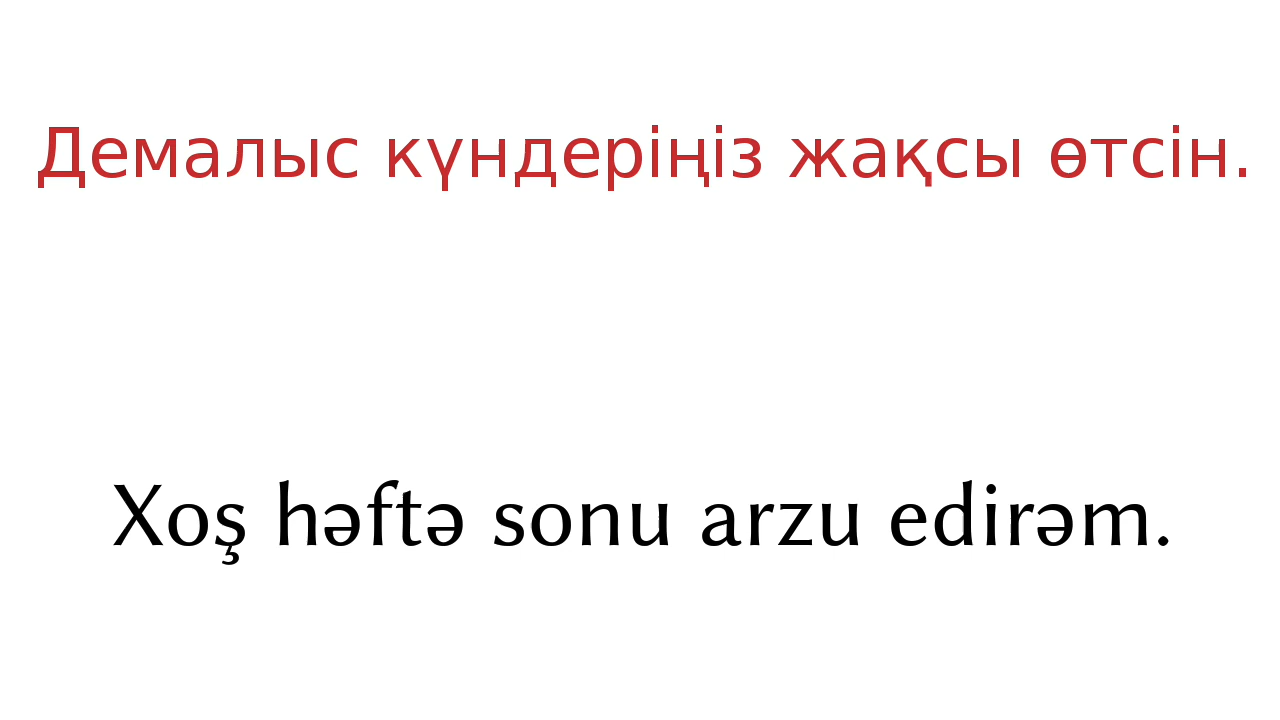 Демалыс күндеріңіз жақсы өтсін.
Xoş həftə sonu arzu edirəm.